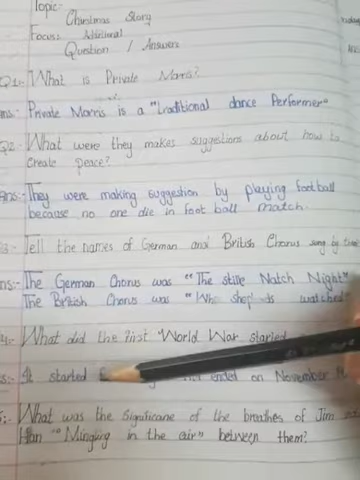 Topic:-
Christmas Story
Focus: Additional
Question / Answers
Q1:- What is Private Morris?
Ans:- Private Morris is a "traditional dance Performer"
Q2:- What were they makes suggestions about how to
Create peace?
Ans:- They were making suggestion by playing football
because no one die in foot ball match.
Tell the names of German and British Chorus song by
The German Chorus was "The stille Natch Night"
The British Chorus was "Whe shep ds watched"
What did the first World War started
It started ended on November
What was the Significane of the breathes of Jim
Han "Mingling in the air" between them?